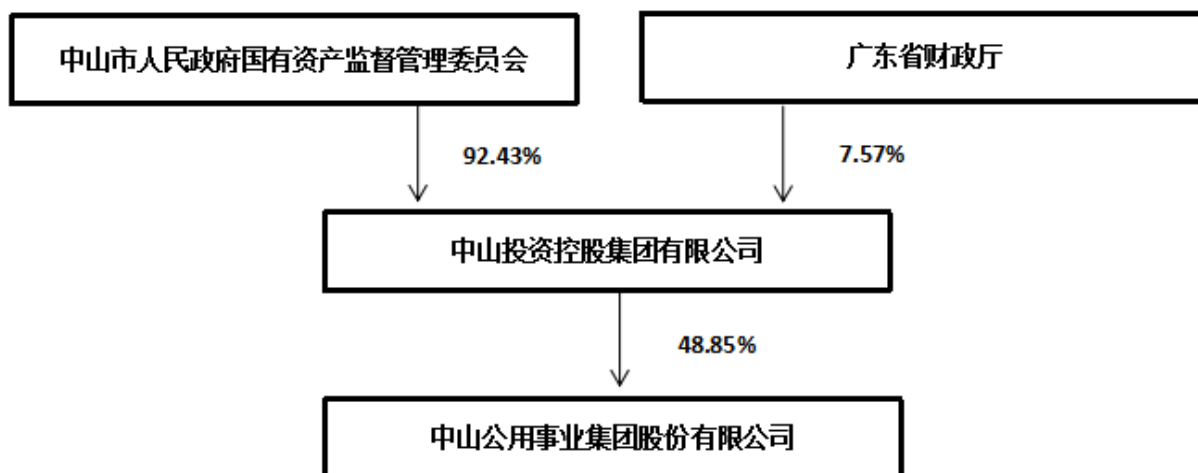 中山市人民政府国有资产监督管理委员会
广东省财政厅
92.43%
7.57%
中山投资控股集团有限公司
48.85%
中山公用事业集团股份有限公司